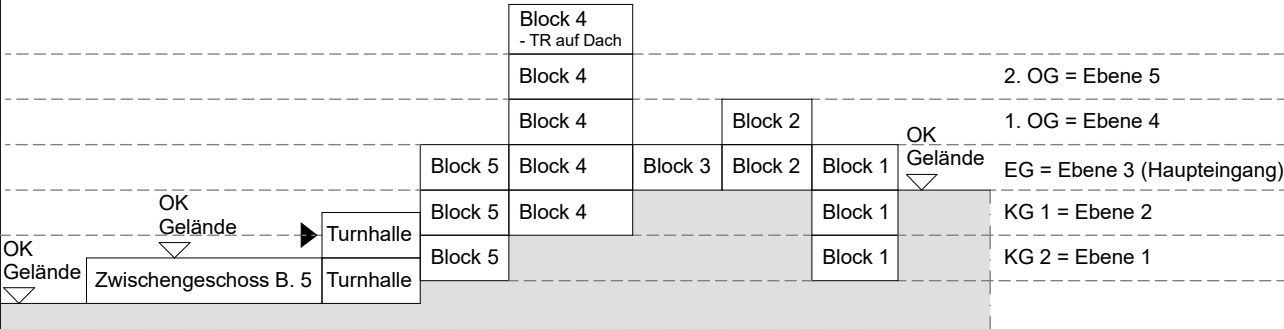 Block 4
- TR auf Dach
Block 4
2. OG = Ebene 5
Block 4
Block 2
1. OG = Ebene 4
OK
Gelände
Block 5
Block 4
Block 3
Block 2
Block 1
EG = Ebene 3 (Haupteingang)
OK
Gelände
Block 5
Block 4
Block 1
KG 1 = Ebene 2
Turnhalle
OK
Gelände
Block 5
Block 1
KG 2 = Ebene 1
Zwischengeschoss B. 5
Turnhalle